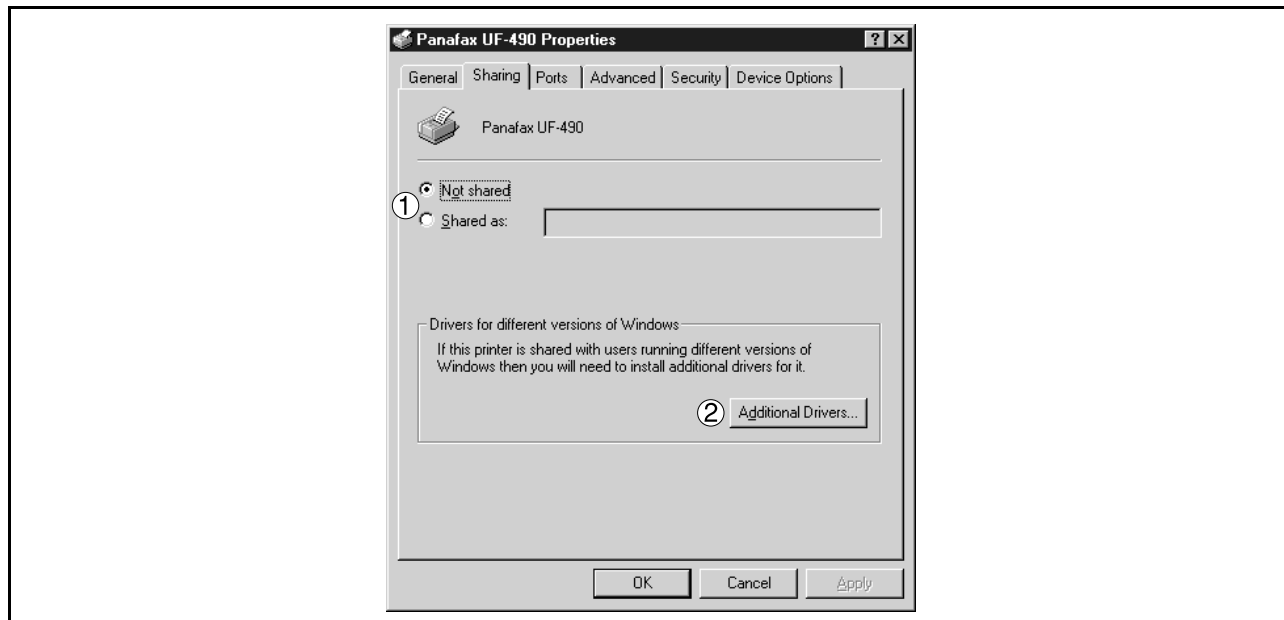 Panafax UF-490 Properties
General Sharing Ports Advanced Security Device Options
Panafax UF-490
① Not shared
Shared as:
Drivers for different versions of Windows
If this printer is shared with users running different versions of
Windows then you will need to install additional drivers for it.
② Additional Drivers...
OK Cancel Apply